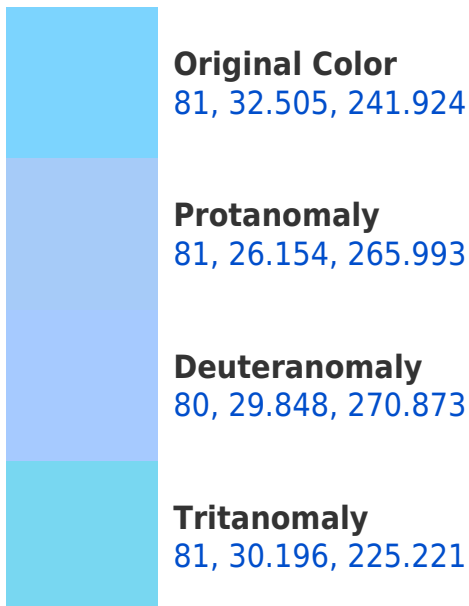 Original Color
81, 32.505, 241.924
Protanomaly
81, 26.154, 265.993
Deuteranomaly
80, 29.848, 270.873
Tritanomaly
81, 30.196, 225.221